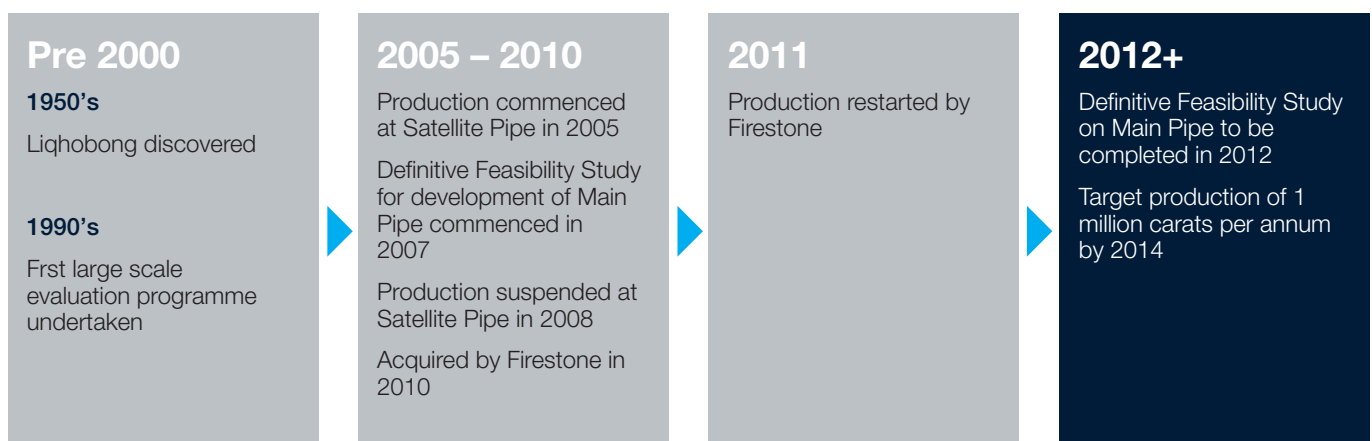 Pre 2000
1950's
Liqhobong discovered
1990's
Frst large scale
evaluation programme
undertaken
2005 – 2010
Production commenced
at Satellite Pipe in 2005
Definitive Feasibility Study
for development of Main
Pipe commenced in
2007
Production suspended at
Satellite Pipe in 2008
Acquired by Firestone in
2010
2011
Production restarted by
Firestone
2012+
Definitive Feasibility Study
on Main Pipe to be
completed in 2012
Target production of 1
million carats per annum
by 2014